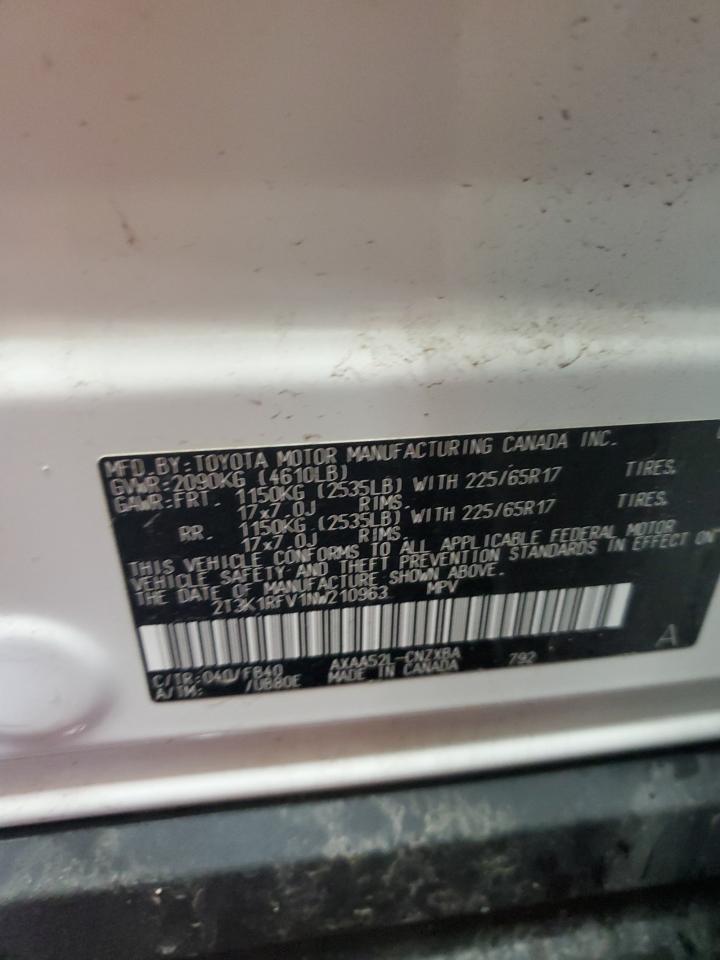 MFD.BY:TOYOTA MOTOR MANUFACTURING CANADA INC.
GVWR:2090KG (4610LB)
GAWR:FRT. 1150KG (2535LB) WITH 225/65R17 TIRES.
17x7.0J RIMS.
RR. 1150KG (2535LB) WITH 225/65R17 TIRES.
17x7.0J RIMS.
THIS VEHICLE CONFORMS TO ALL APPLICABLE FEDERAL MOTOR
VEHICLE SAFETY AND THEFT PREVENTION STANDARDS IN EFFECT ON
THE DATE OF MANUFACTURE SHOWN ABOVE.
2T3K1RFV1NW210963 MPV
C/TR:040/FB40 AXAA52L-CNZXBA 792 A
A/TM: /UB80E MADE IN CANADA